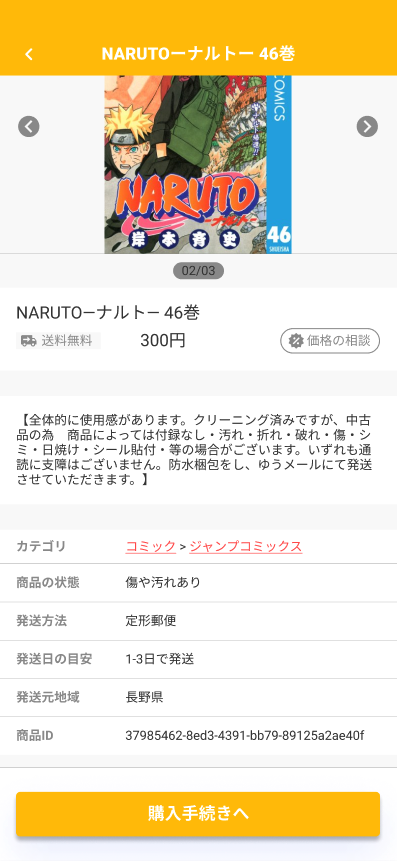 NARUTOーナルトー 46巻
COMICS
NARUTO
ーナルトー
岸本斉史
46
SHUEISHA
02/03
NARUTO—ナルト— 46巻
送料無料
300円
価格の相談
【全体的に使用感があります。クリーニング済みですが、中古
品の為　商品によっては付録なし・汚れ・折れ・破れ・傷・シ
ミ・日焼け・シール貼付・等の場合がございます。いずれも通
読に支障はございません。防水梱包をし、ゆうメールにて発送
させていただきます。】
カテゴリ
コミック > ジャンプコミックス
商品の状態
傷や汚れあり
発送方法
定形郵便
発送日の目安
1-3日で発送
発送元地域
長野県
商品ID
37985462-8ed3-4391-bb79-89125a2ae40f
購入手続きへ